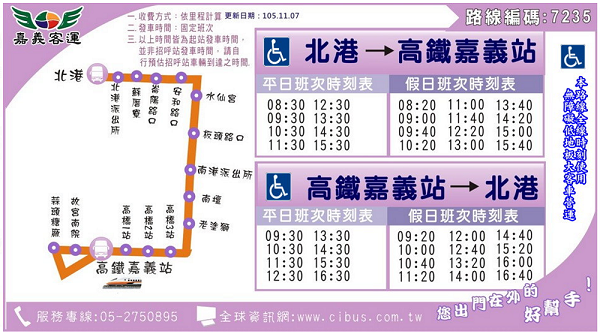 嘉義客運
一.收費方式：依里程計算 更新日期：105.11.07
二.發車時間：固定班次
三.以上時間皆為起站發車時間，
並非招呼站發車時間，請自
行預估招呼站車輛到達之時間.
路線編碼:7235
北港
北港派出所
路口
安和路口
水仙宮
板頭路口
南港派出所
南壇
蒜頭糖廠
故宮南院
高橋1站
高橋2站
高橋3站
高鐵嘉義站
北港→高鐵嘉義站
平日班次時刻表 假日班次時刻表
08:30 12:30 08:20 11:00 13:40
09:30 13:30 09:00 11:40 14:20
10:30 14:30 09:40 12:20 15:00
11:30 15:30 10:20 13:00 15:40
高鐵嘉義站→北港
平日班次時刻表 假日班次時刻表
09:30 13:30 09:20 12:00 14:40
10:30 14:30 10:00 12:40 15:20
11:30 15:30 10:40 13:20 16:00
12:30 16:30 11:20 14:00 16:40
本路線全線時刻使用
無障礙低地板大客車營運
服務專線:05-2750895
全球資訊網:www.cibus.com.tw
您出門在外的
好幫手！